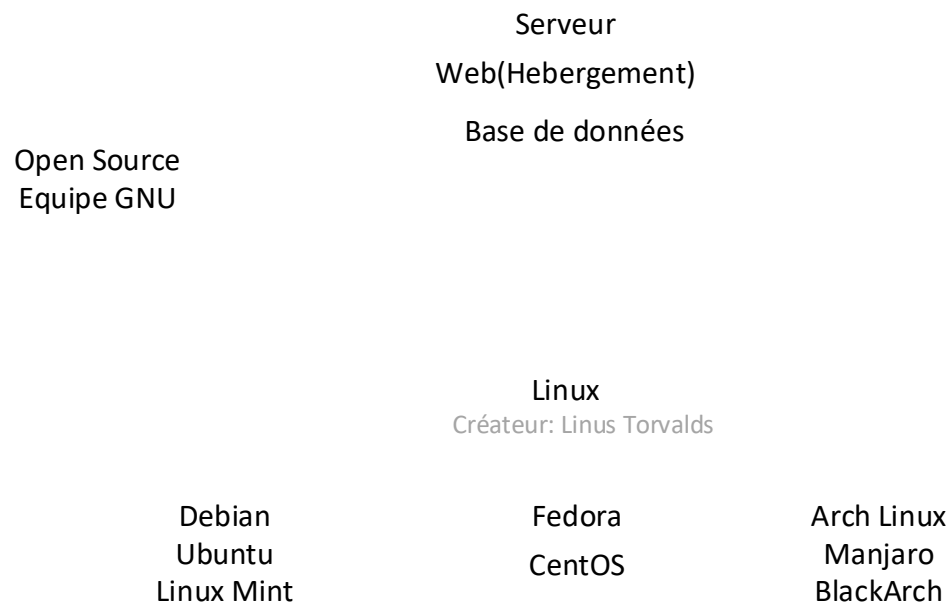 Serveur
Web(Hebergement)
Base de données
Open Source
Equipe GNU
Linux
Créateur: Linus Torvalds
Debian
Ubuntu
Linux Mint
Fedora
CentOS
Arch Linux
Manjaro
BlackArch